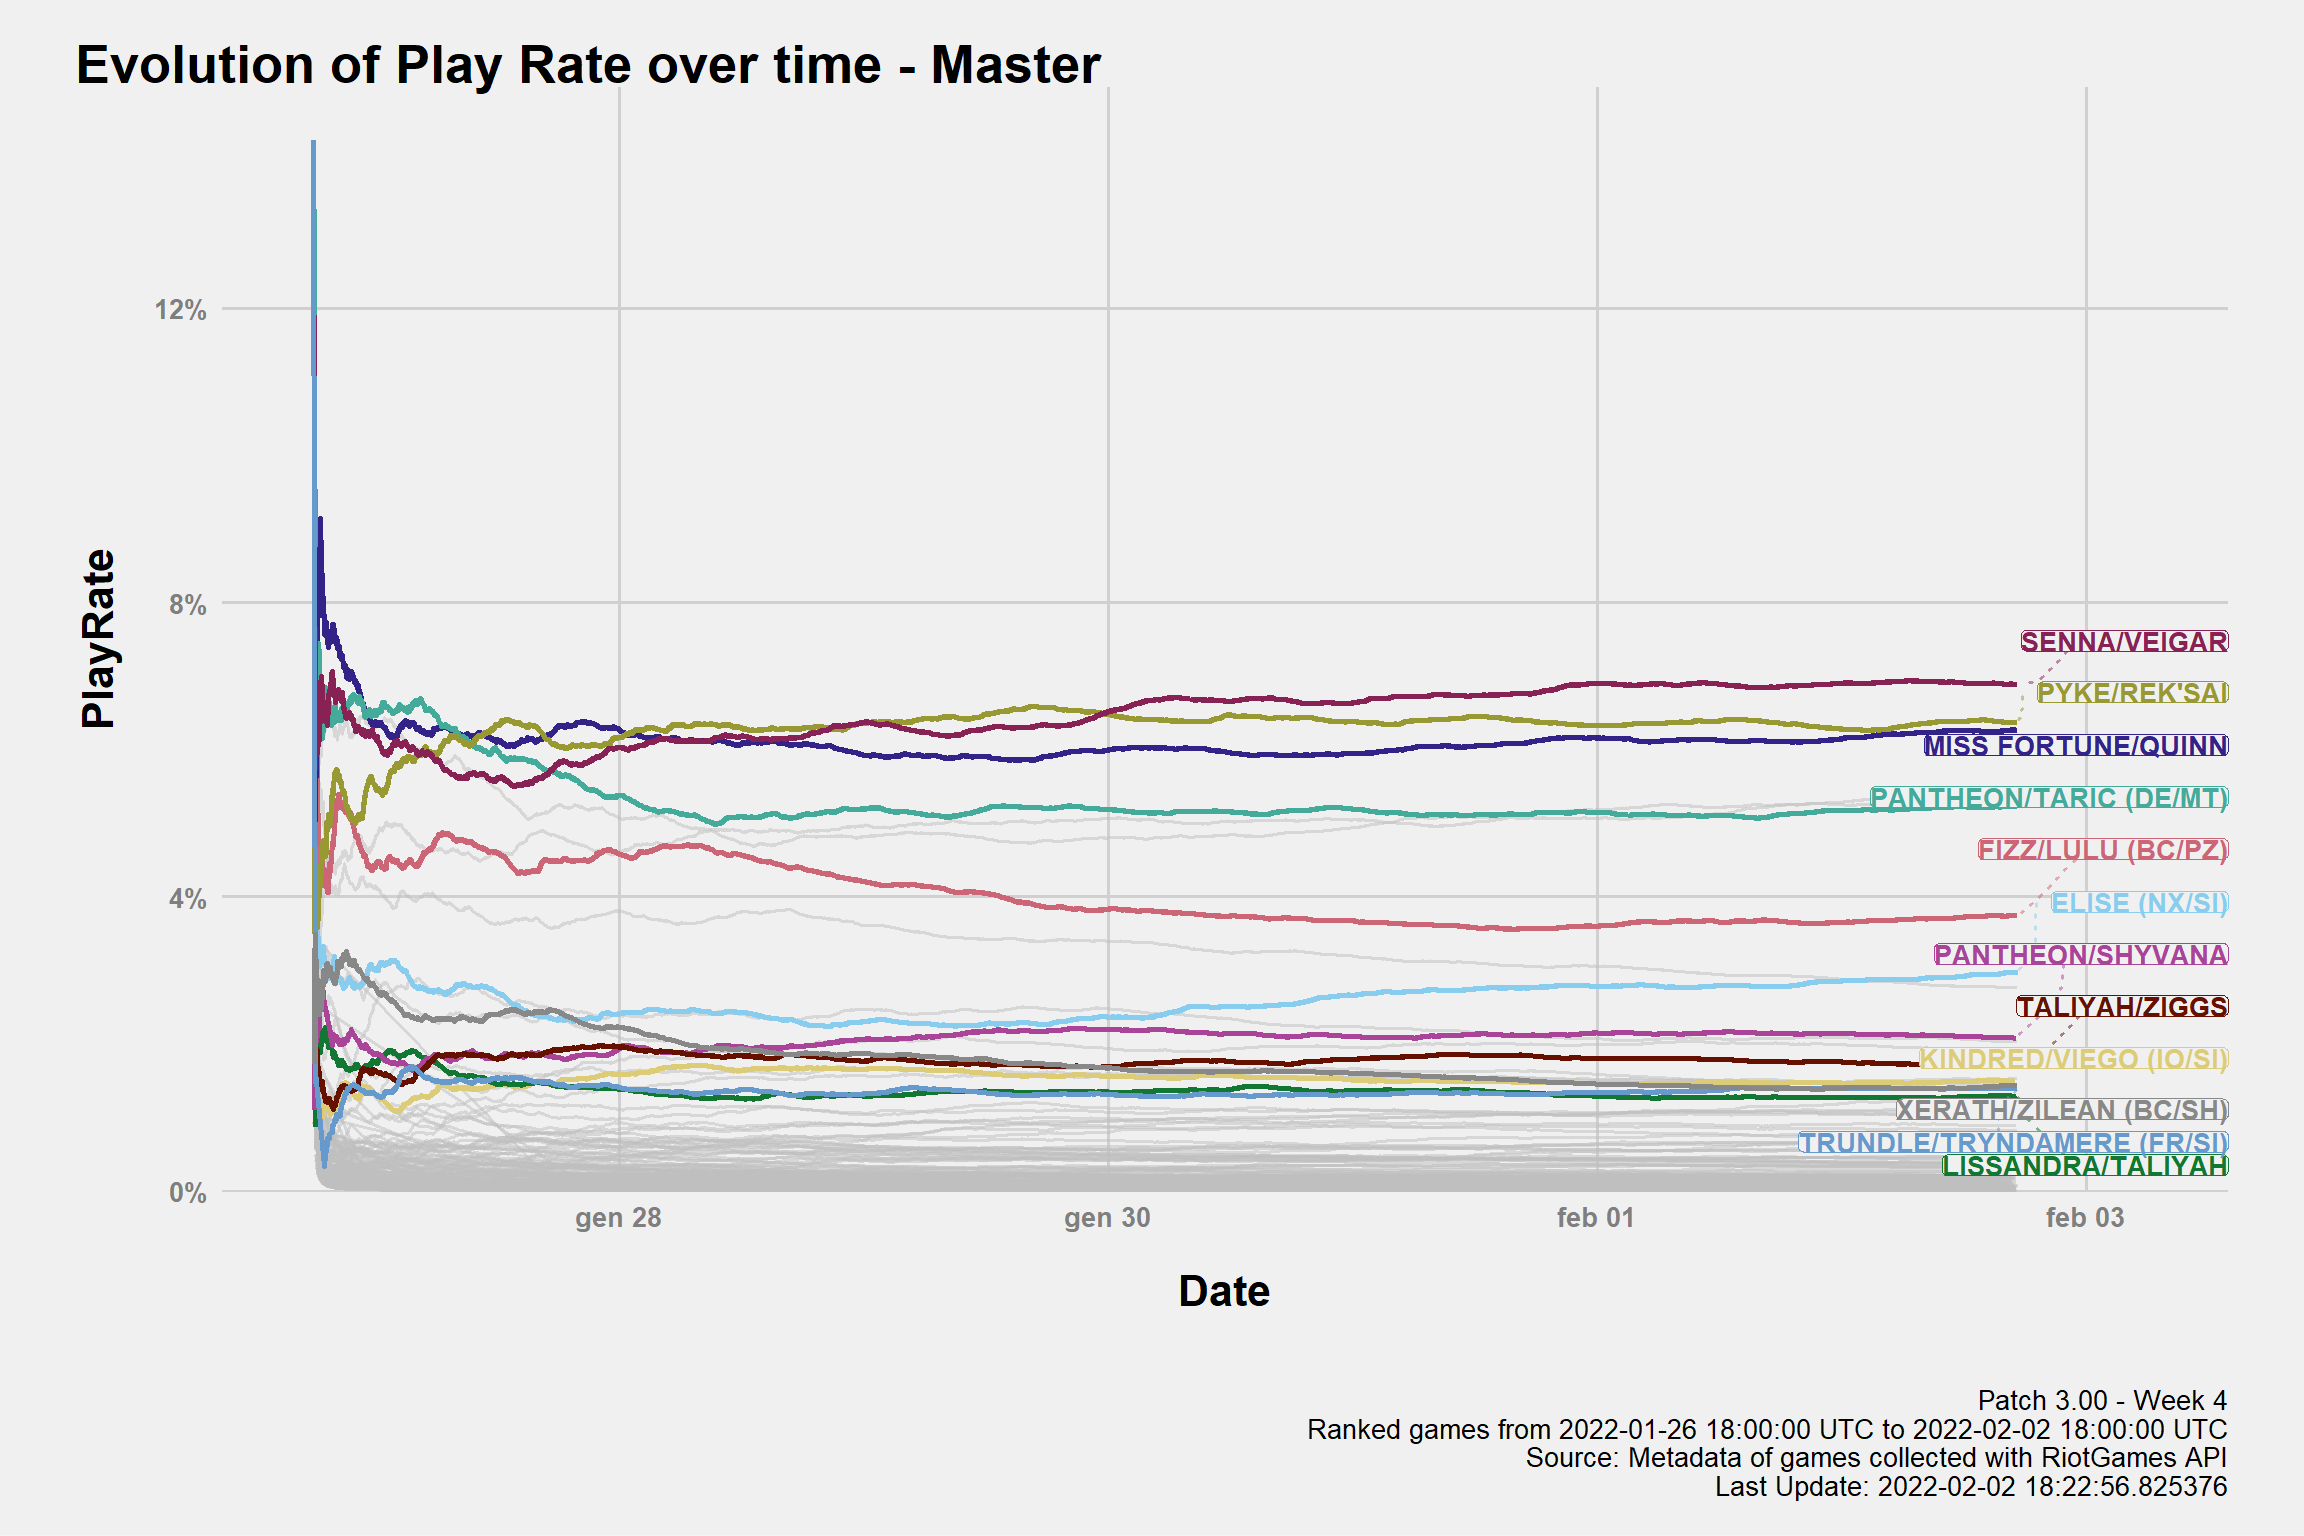 Evolution of Play Rate over time - Master
PlayRate
12%
8%
4%
0%
SENNA/VEIGAR
PYKE/REK'SAI
MISS FORTUNE/QUINN
PANTHEON/TARIC (DE/MT)
FIZZ/LULU (BC/PZ)
ELISE (NX/SI)
PANTHEON/SHYVANA
TALIYAH/ZIGGS
KINDRED/VIEGO (IO/SI)
XERATH/ZILEAN (BC/SH)
TRUNDLE/TRYNDAMERE (FR/SI)
LISSANDRA/TALIYAH
gen 28
gen 30
feb 01
feb 03
Date
Patch 3.00 - Week 4
Ranked games from 2022-01-26 18:00:00 UTC to 2022-02-02 18:00:00 UTC
Source: Metadata of games collected with RiotGames API
Last Update: 2022-02-02 18:22:56.825376